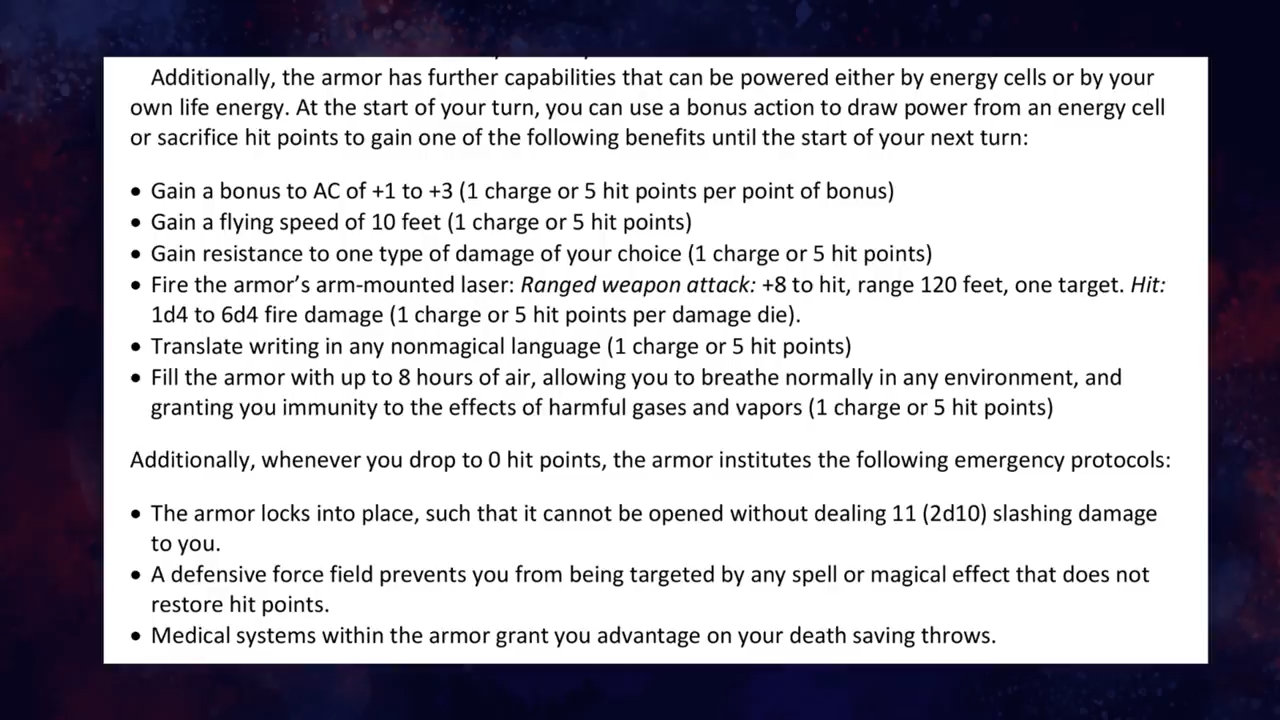 Additionally, the armor has further capabilities that can be powered either by energy cells or by your
own life energy. At the start of your turn, you can use a bonus action to draw power from an energy cell
or sacrifice hit points to gain one of the following benefits until the start of your next turn:
• Gain a bonus to AC of +1 to +3 (1 charge or 5 hit points per point of bonus)
• Gain a flying speed of 10 feet (1 charge or 5 hit points)
• Gain resistance to one type of damage of your choice (1 charge or 5 hit points)
• Fire the armor’s arm-mounted laser: Ranged weapon attack: +8 to hit, range 120 feet, one target. Hit:
1d4 to 6d4 fire damage (1 charge or 5 hit points per damage die).
• Translate writing in any nonmagical language (1 charge or 5 hit points)
• Fill the armor with up to 8 hours of air, allowing you to breathe normally in any environment, and
granting you immunity to the effects of harmful gases and vapors (1 charge or 5 hit points)
Additionally, whenever you drop to 0 hit points, the armor institutes the following emergency protocols:
• The armor locks into place, such that it cannot be opened without dealing 11 (2d10) slashing damage
to you.
• A defensive force field prevents you from being targeted by any spell or magical effect that does not
restore hit points.
• Medical systems within the armor grant you advantage on your death saving throws.